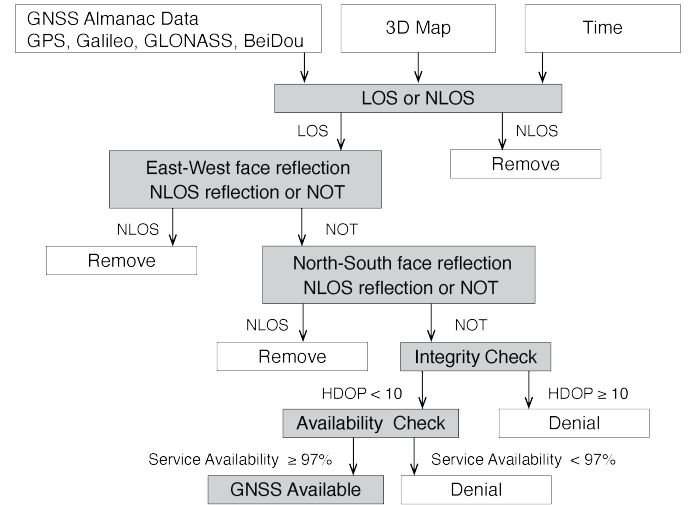 GNSS Almanac Data
GPS, Galileo, GLONASS, BeiDou
3D Map
Time
LOS or NLOS
LOS
NLOS
East-West face reflection
NLOS reflection or NOT
Remove
NLOS
NOT
Remove
North-South face reflection
NLOS reflection or NOT
NLOS
NOT
Remove
Integrity Check
HDOP < 10
HDOP ≥ 10
Availability Check
Denial
Service Availability ≥ 97%
Service Availability < 97%
GNSS Available
Denial